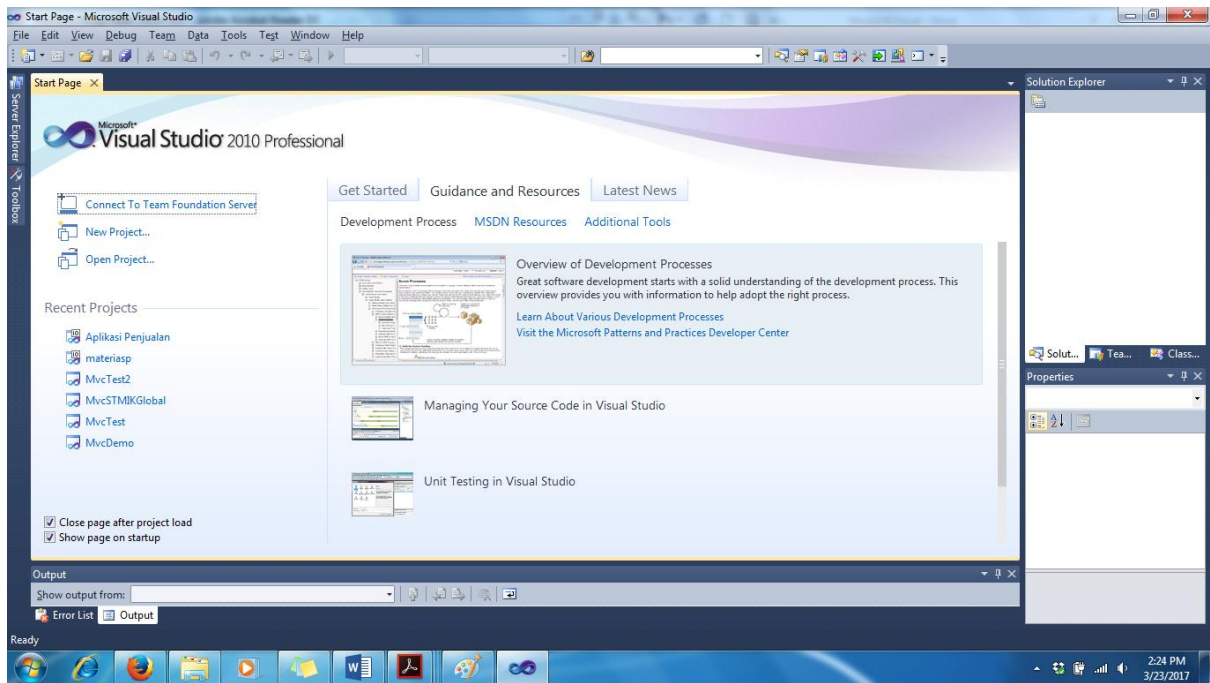 Start Page - Microsoft Visual Studio
File Edit View Debug Team Data Tools Test Window Help
Start Page
Solution Explorer
Server Explorer
Toolbox
Microsoft
Visual Studio 2010 Professional
Connect To Team Foundation Server
New Project...
Open Project...
Recent Projects
Aplikasi Penjualan
materiasp
MvcTest2
MvcSTMIKGlobal
MvcTest
MvcDemo
Close page after project load
Show page on startup
Get Started Guidance and Resources Latest News
Development Process MSDN Resources Additional Tools
Overview of Development Processes
Great software development starts with a solid understanding of the development process. This
overview provides you with information to help adopt the right process.
Learn About Various Development Processes
Visit the Microsoft Patterns and Practices Developer Center
Managing Your Source Code in Visual Studio
Unit Testing in Visual Studio
Solut... Tea... Class...
Properties
Output
Show output from:
Error List Output
Ready
2:24 PM
3/23/2017